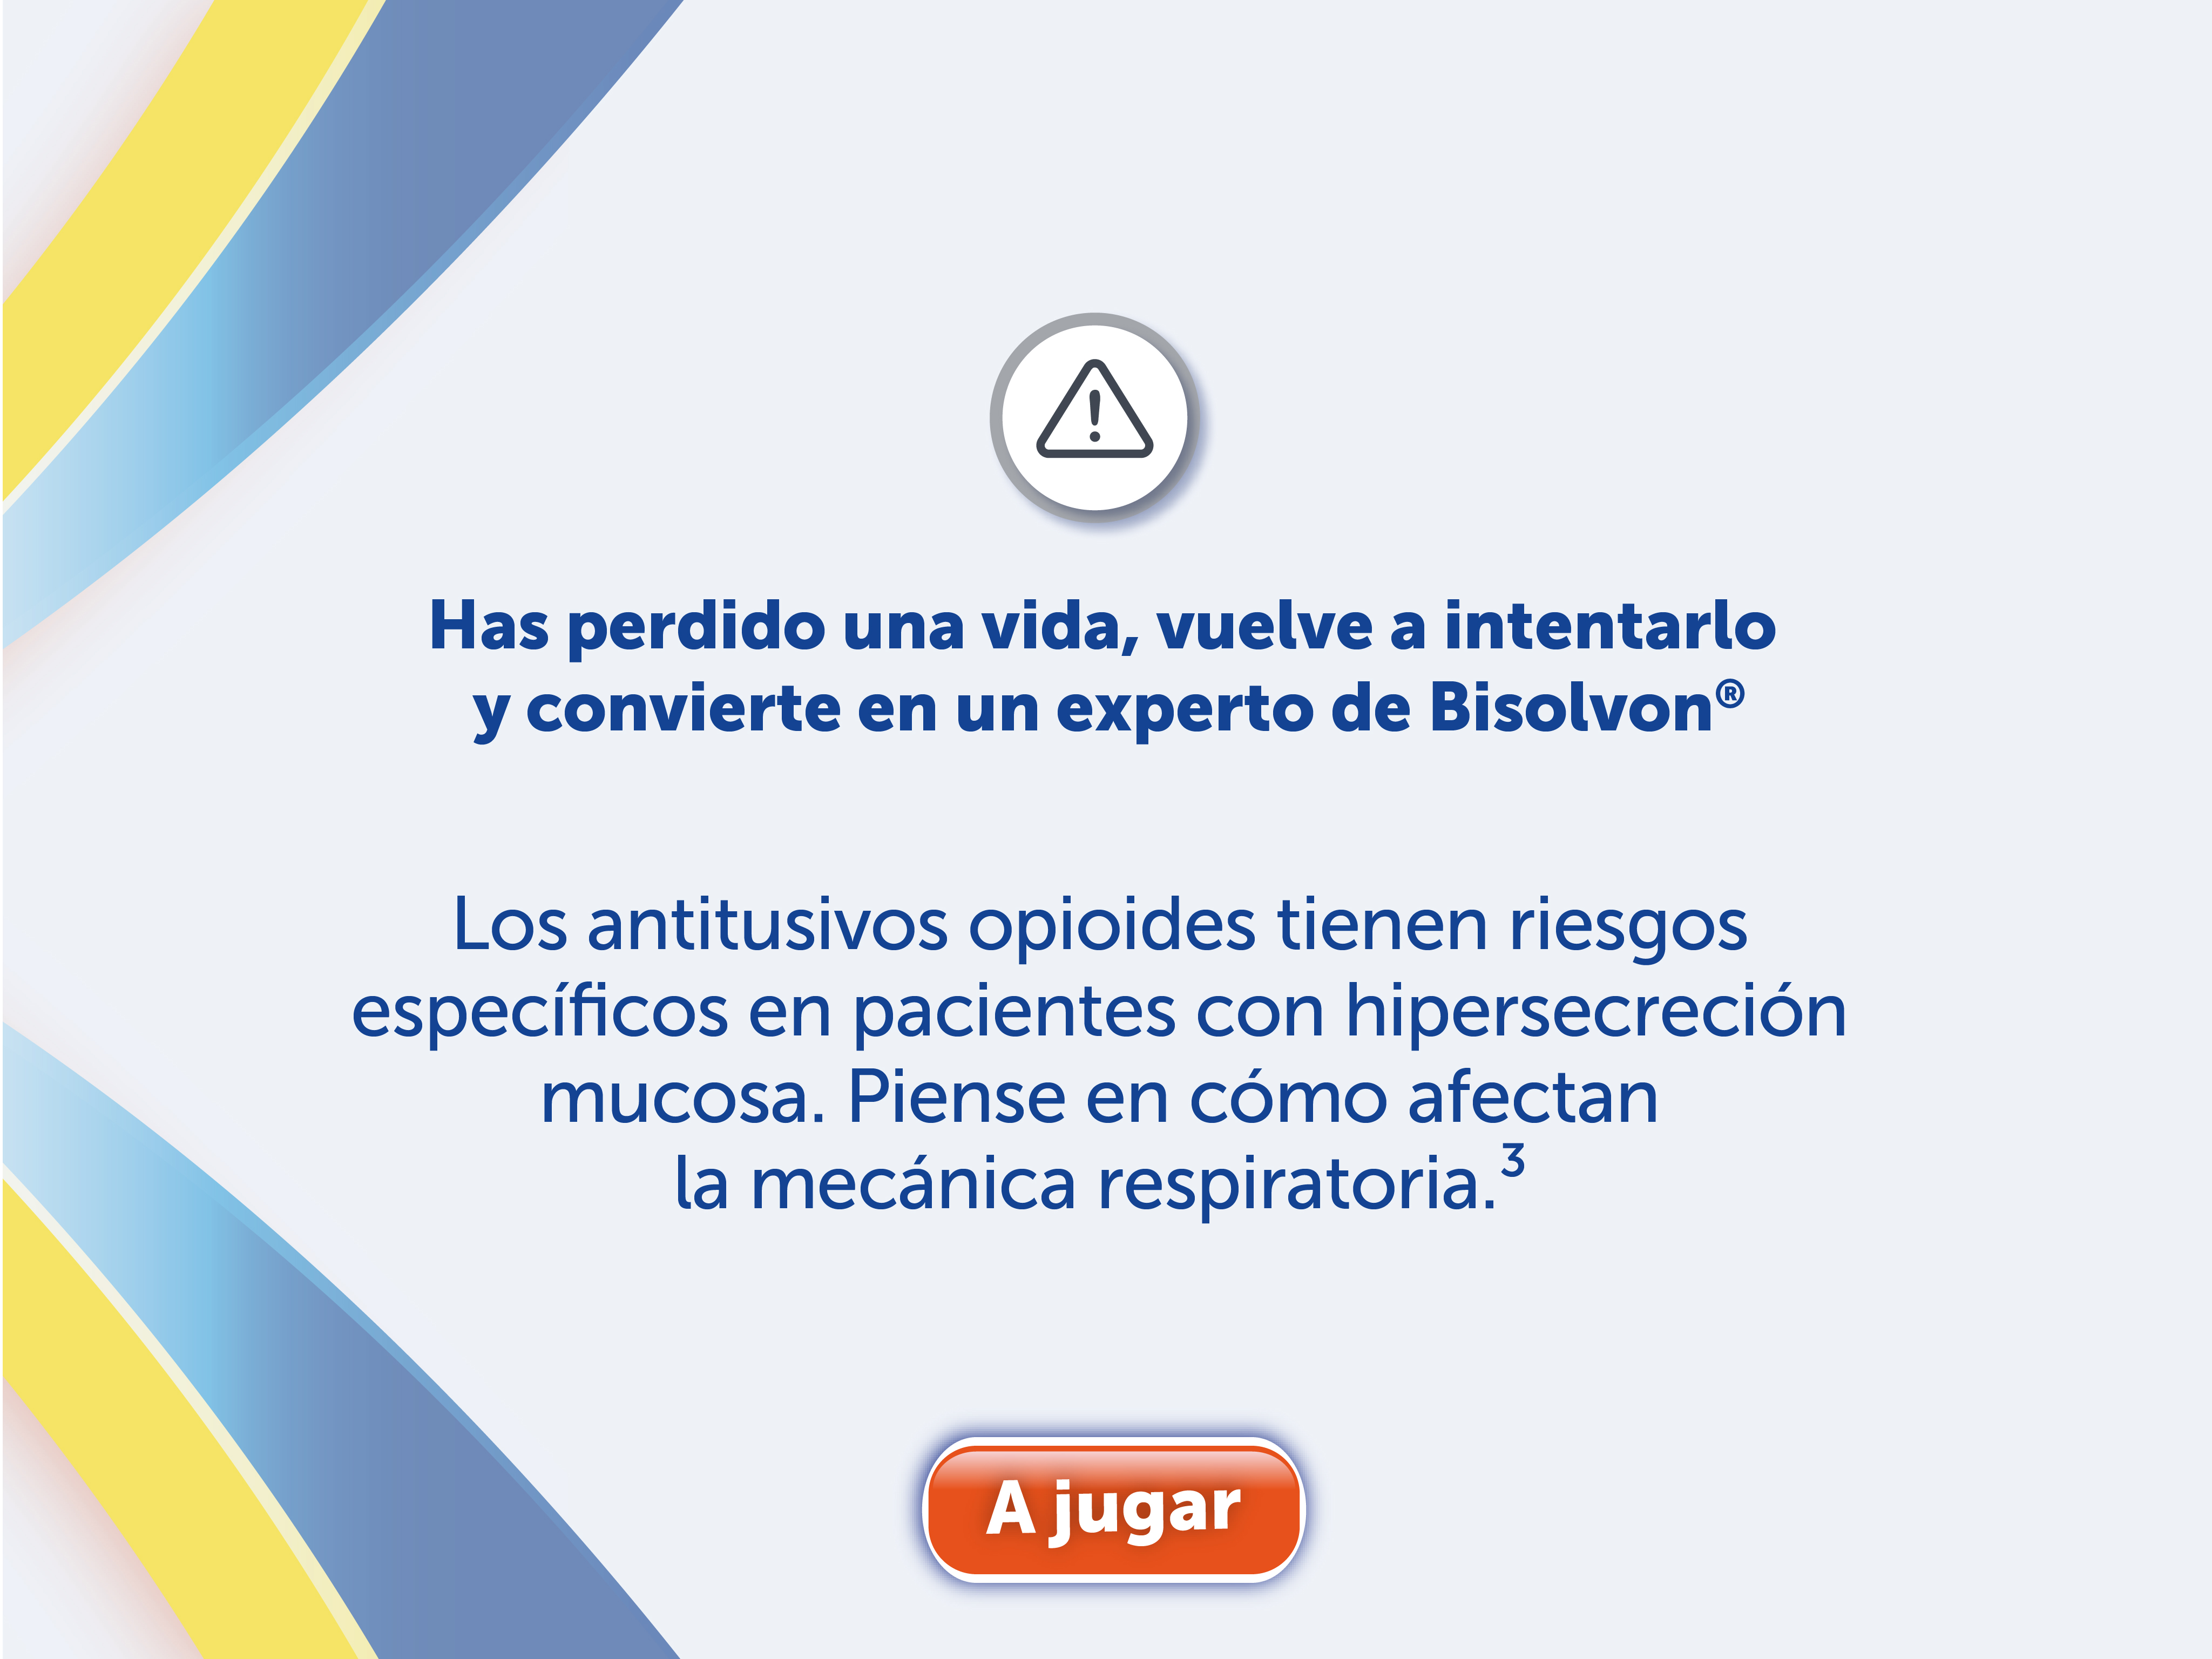 Has perdido una vida, vuelve a intentarlo
y convierte en un experto de Bisolvon®
Los antitusivos opioides tienen riesgos
específicos en pacientes con hipersecreción
mucosa. Piense en cómo afectan
la mecánica respiratoria.³
A jugar